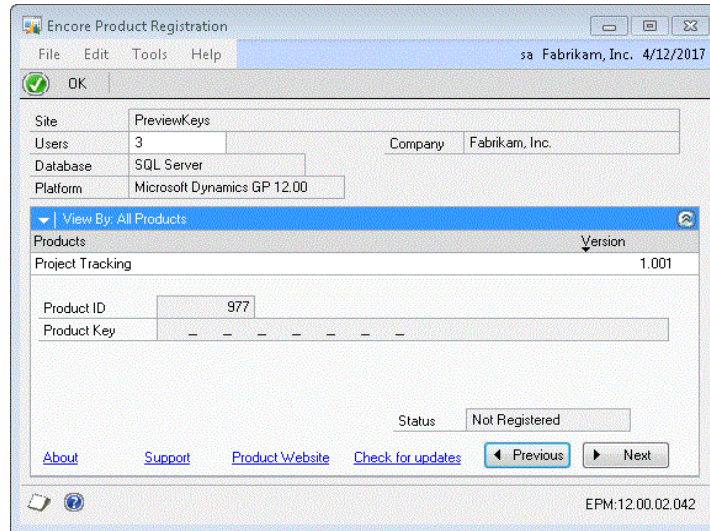 Encore Product Registration
File Edit Tools Help sa Fabrikam, Inc. 4/12/2017
OK
Site PreviewKeys
Users 3 Company Fabrikam, Inc.
Database SQL Server
Platform Microsoft Dynamics GP 12.00
View By: All Products
Products Version
Project Tracking 1.001
Product ID 977
Product Key _ _ _ _ _ _ _
Status Not Registered
About Support Product Website Check for updates Previous Next
EPM:12.00.02.042